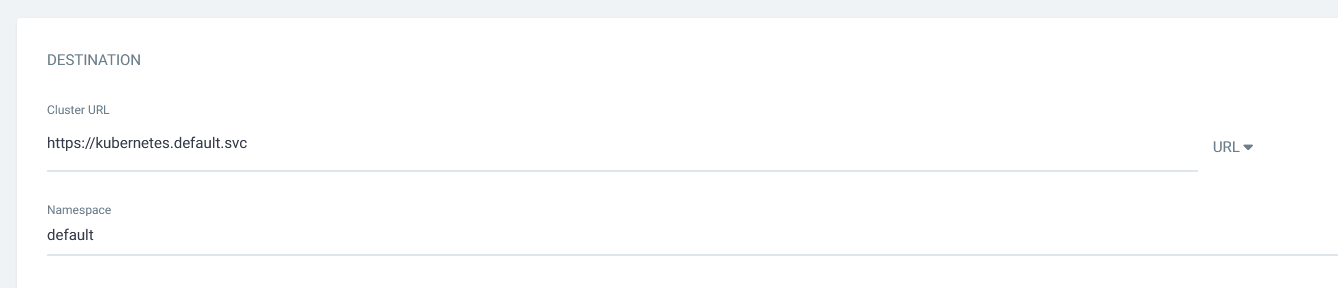 DESTINATION
Cluster URL
https://kubernetes.default.svc
URL
Namespace
default